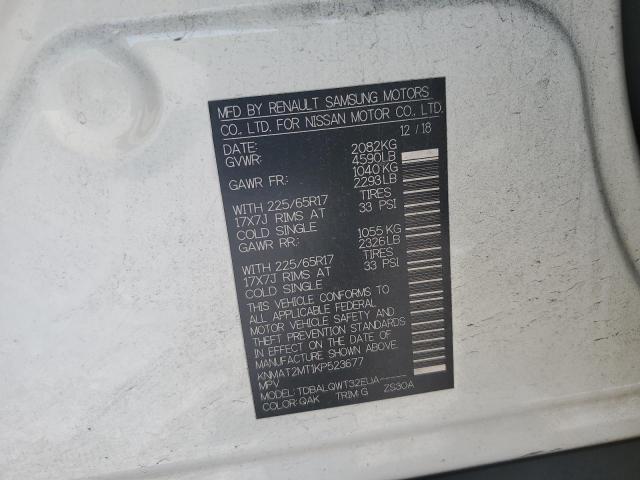 MFD BY RENAULT SAMSUNG MOTORS
CO., LTD. FOR NISSAN MOTOR CO., LTD.
DATE: 12 / 18
GVWR: 2082KG
4590LB
GAWR FR: 1040 KG
2293LB
WITH 225/65R17 TIRES
17X7J RIMS AT 33 PSI
COLD SINGLE
GAWR RR: 1055 KG
2326LB
WITH 225/65R17 TIRES
17X7J RIMS AT 33 PSI
COLD SINGLE
THIS VEHICLE CONFORMS TO
ALL APPLICABLE FEDERAL
MOTOR VEHICLE SAFETY AND
THEFT PREVENTION STANDARDS
IN EFFECT ON THE DATE OF
MANUFACTURE SHOWN ABOVE.
KNMAT2MT1KP523677
MPV
MODEL: TDBALQWT32EUA-----
COLOR: QAK TRIM: G ZS30A